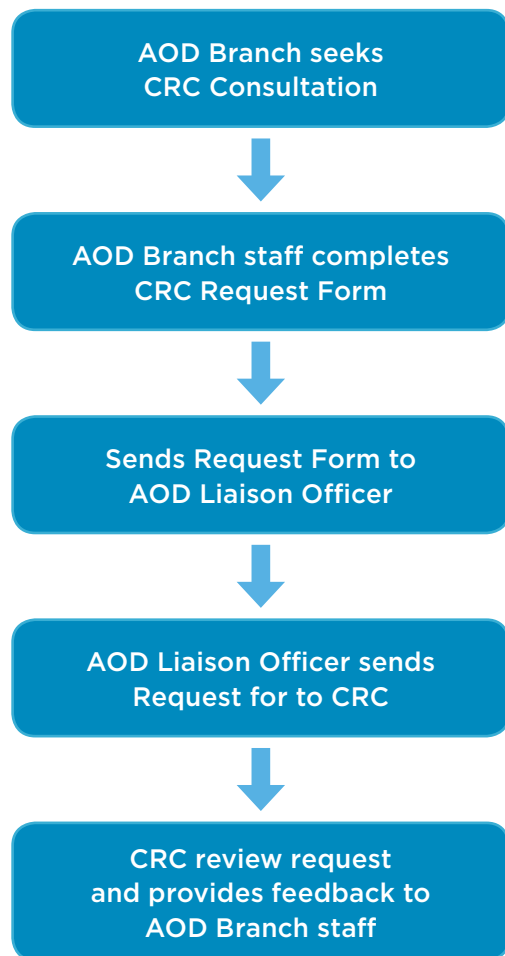 AOD Branch seeks
CRC Consultation
AOD Branch staff completes
CRC Request Form
Sends Request Form to
AOD Liaison Officer
AOD Liaison Officer sends
Request for to CRC
CRC review request
and provides feedback to
AOD Branch staff